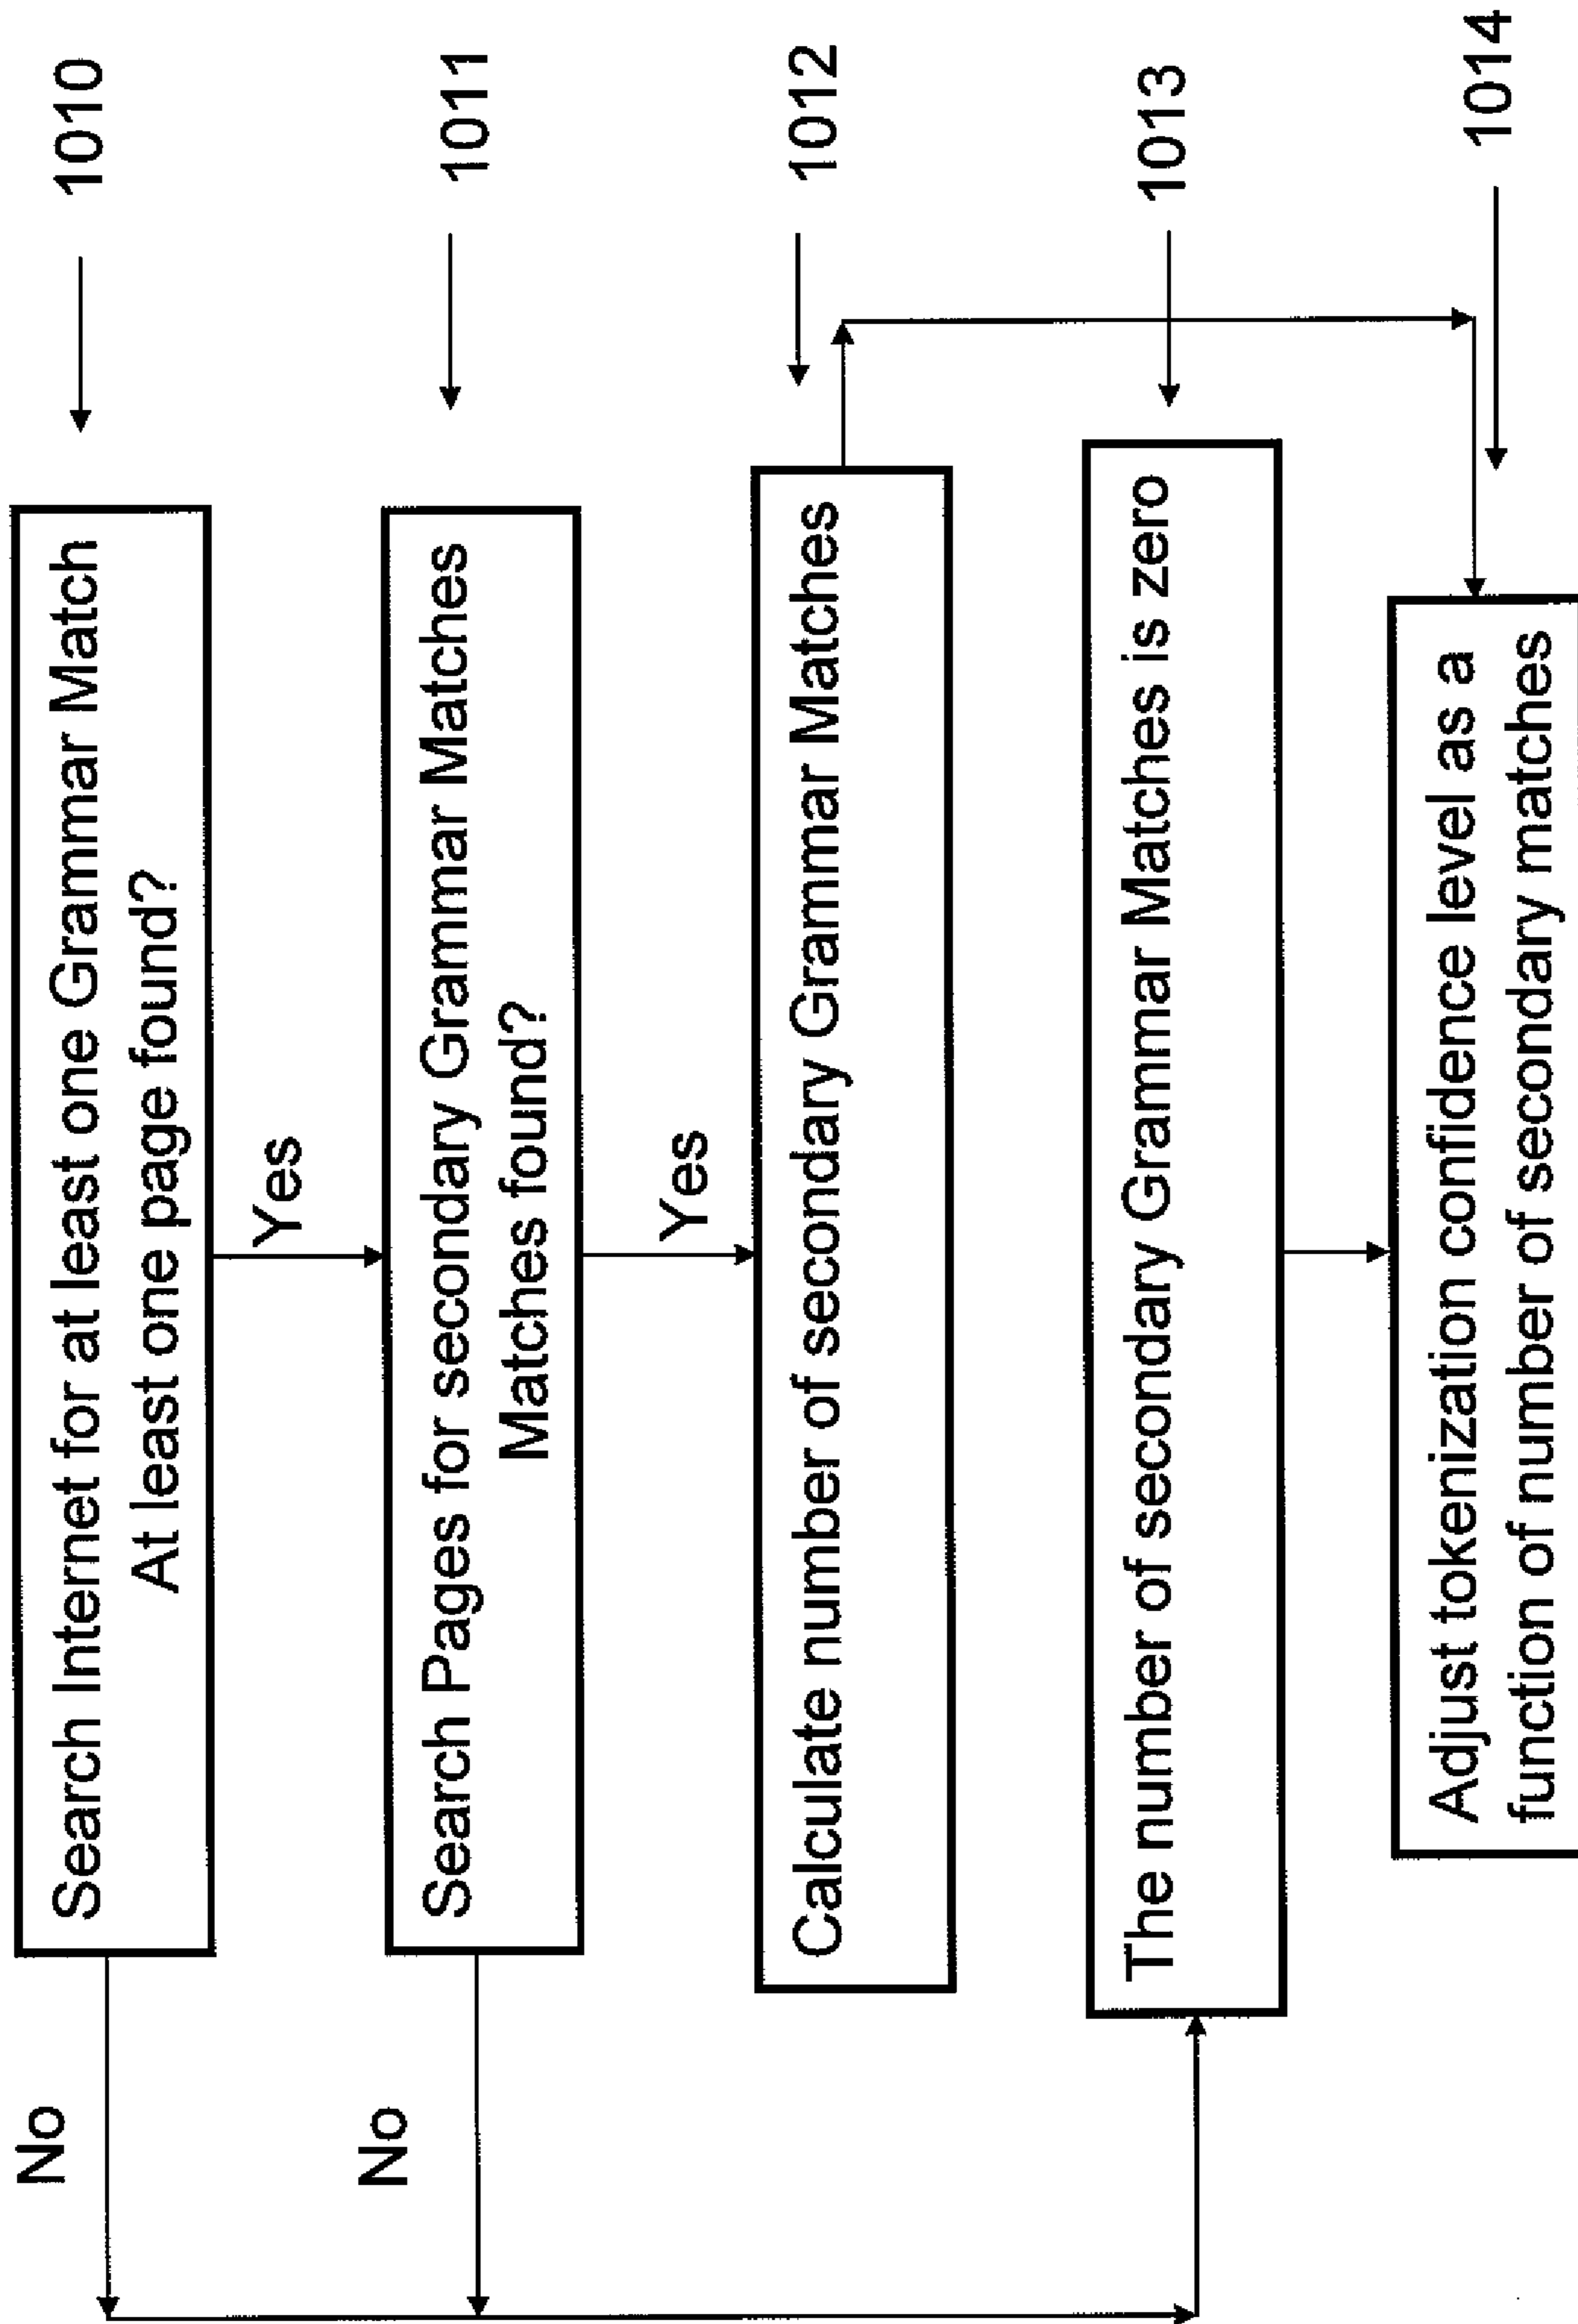 Search Internet for at least one Grammar Match
At least one page found?
1010
No
Yes
Search Pages for secondary Grammar Matches
Matches found?
1011
No
Yes
Calculate number of secondary Grammar Matches
1012
The number of secondary Grammar Matches is zero
1013
Adjust tokenization confidence level as a
function of number of secondary matches
1014